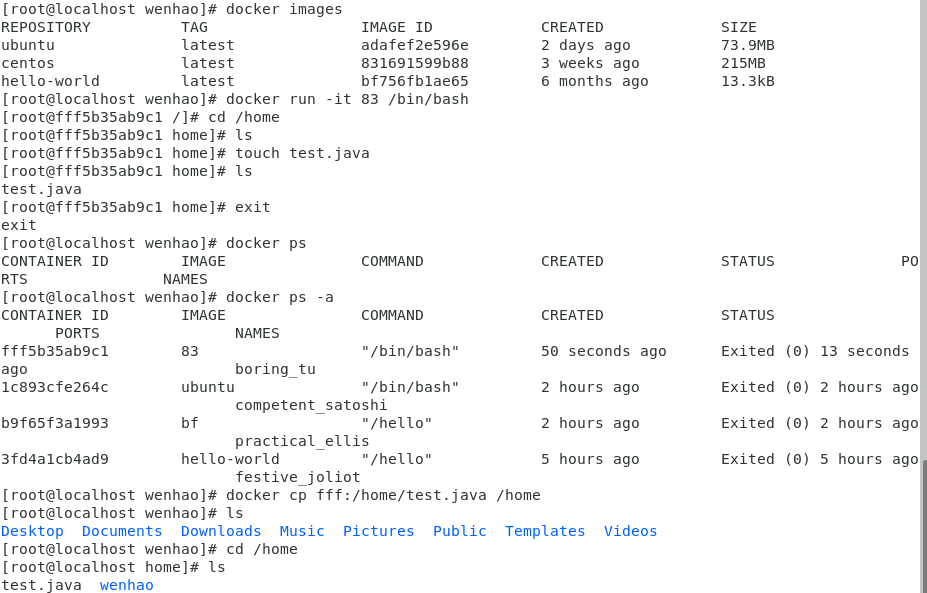 [root@localhost wenhao]# docker images
REPOSITORY          TAG                 IMAGE ID            CREATED             SIZE
ubuntu              latest              adafef2e596e        2 days ago          73.9MB
centos              latest              831691599b88        3 weeks ago         215MB
hello-world         latest              bf756fb1ae65        6 months ago        13.3kB
[root@localhost wenhao]# docker run -it 83 /bin/bash
[root@fff5b35ab9c1 /]# cd /home
[root@fff5b35ab9c1 home]# ls
[root@fff5b35ab9c1 home]# touch test.java
[root@fff5b35ab9c1 home]# ls
test.java
[root@fff5b35ab9c1 home]# exit
exit
[root@localhost wenhao]# docker ps
CONTAINER ID        IMAGE               COMMAND             CREATED             STATUS              PO
RTS               NAMES
[root@localhost wenhao]# docker ps -a
CONTAINER ID        IMAGE               COMMAND             CREATED             STATUS
      PORTS               NAMES
fff5b35ab9c1        83                  "/bin/bash"         50 seconds ago      Exited (0) 13 seconds
ago                       boring_tu
1c893cfe264c        ubuntu              "/bin/bash"         2 hours ago         Exited (0) 2 hours ago
                          competent_satoshi
b9f65f3a1993        bf                  "/hello"            2 hours ago         Exited (0) 2 hours ago
                          practical_ellis
3fd4a1cb4ad9        hello-world         "/hello"            5 hours ago         Exited (0) 5 hours ago
                          festive_joliot
[root@localhost wenhao]# docker cp fff:/home/test.java /home
[root@localhost wenhao]# ls
Desktop  Documents  Downloads  Music  Pictures  Public  Templates  Videos
[root@localhost wenhao]# cd /home
[root@localhost home]# ls
test.java  wenhao